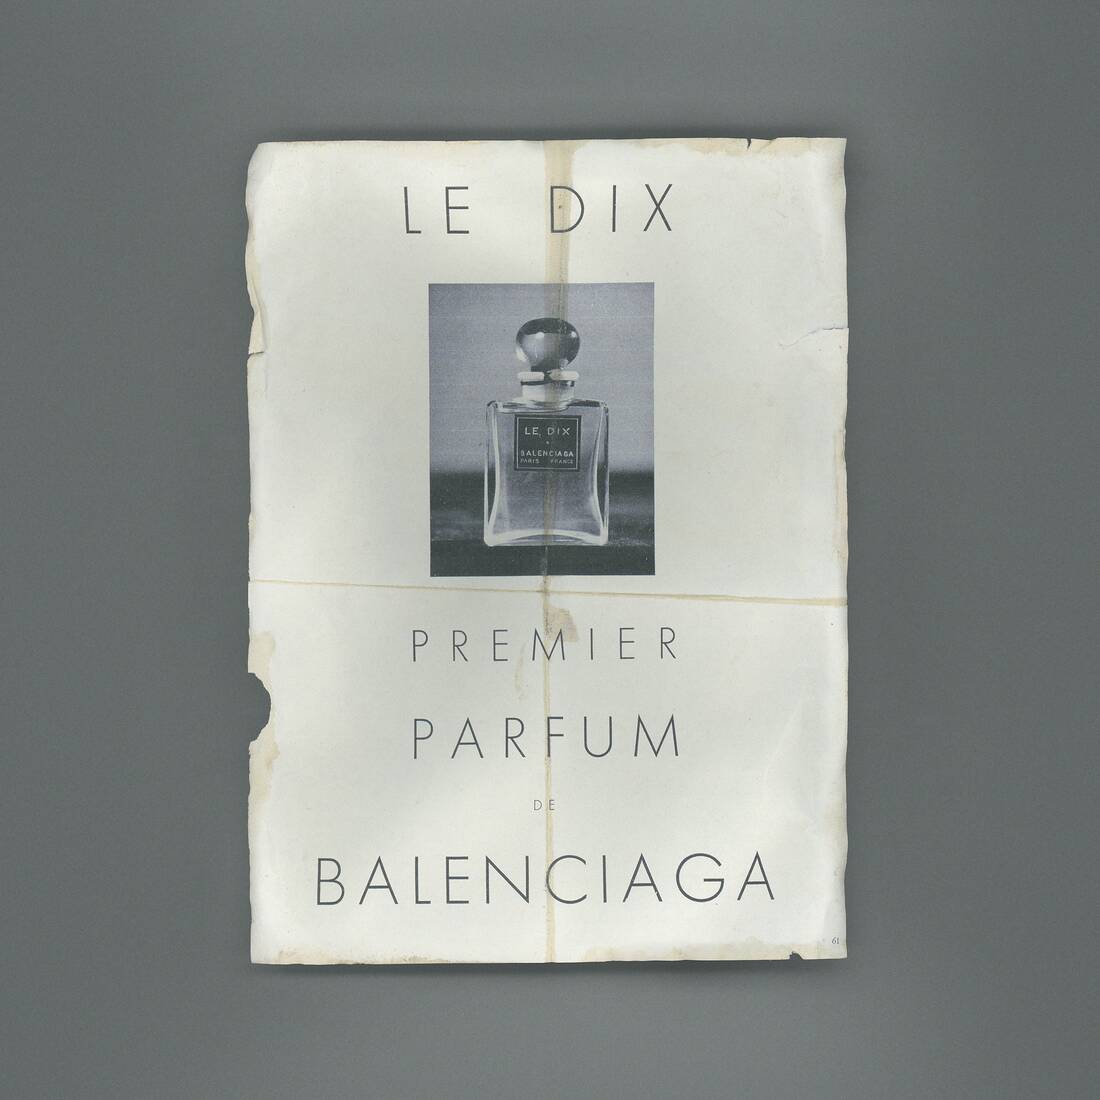 LE DIX
LE DIX
BALENCIAGA
PARIS FRANCE
PREMIER
PARFUM
DE
BALENCIAGA
61